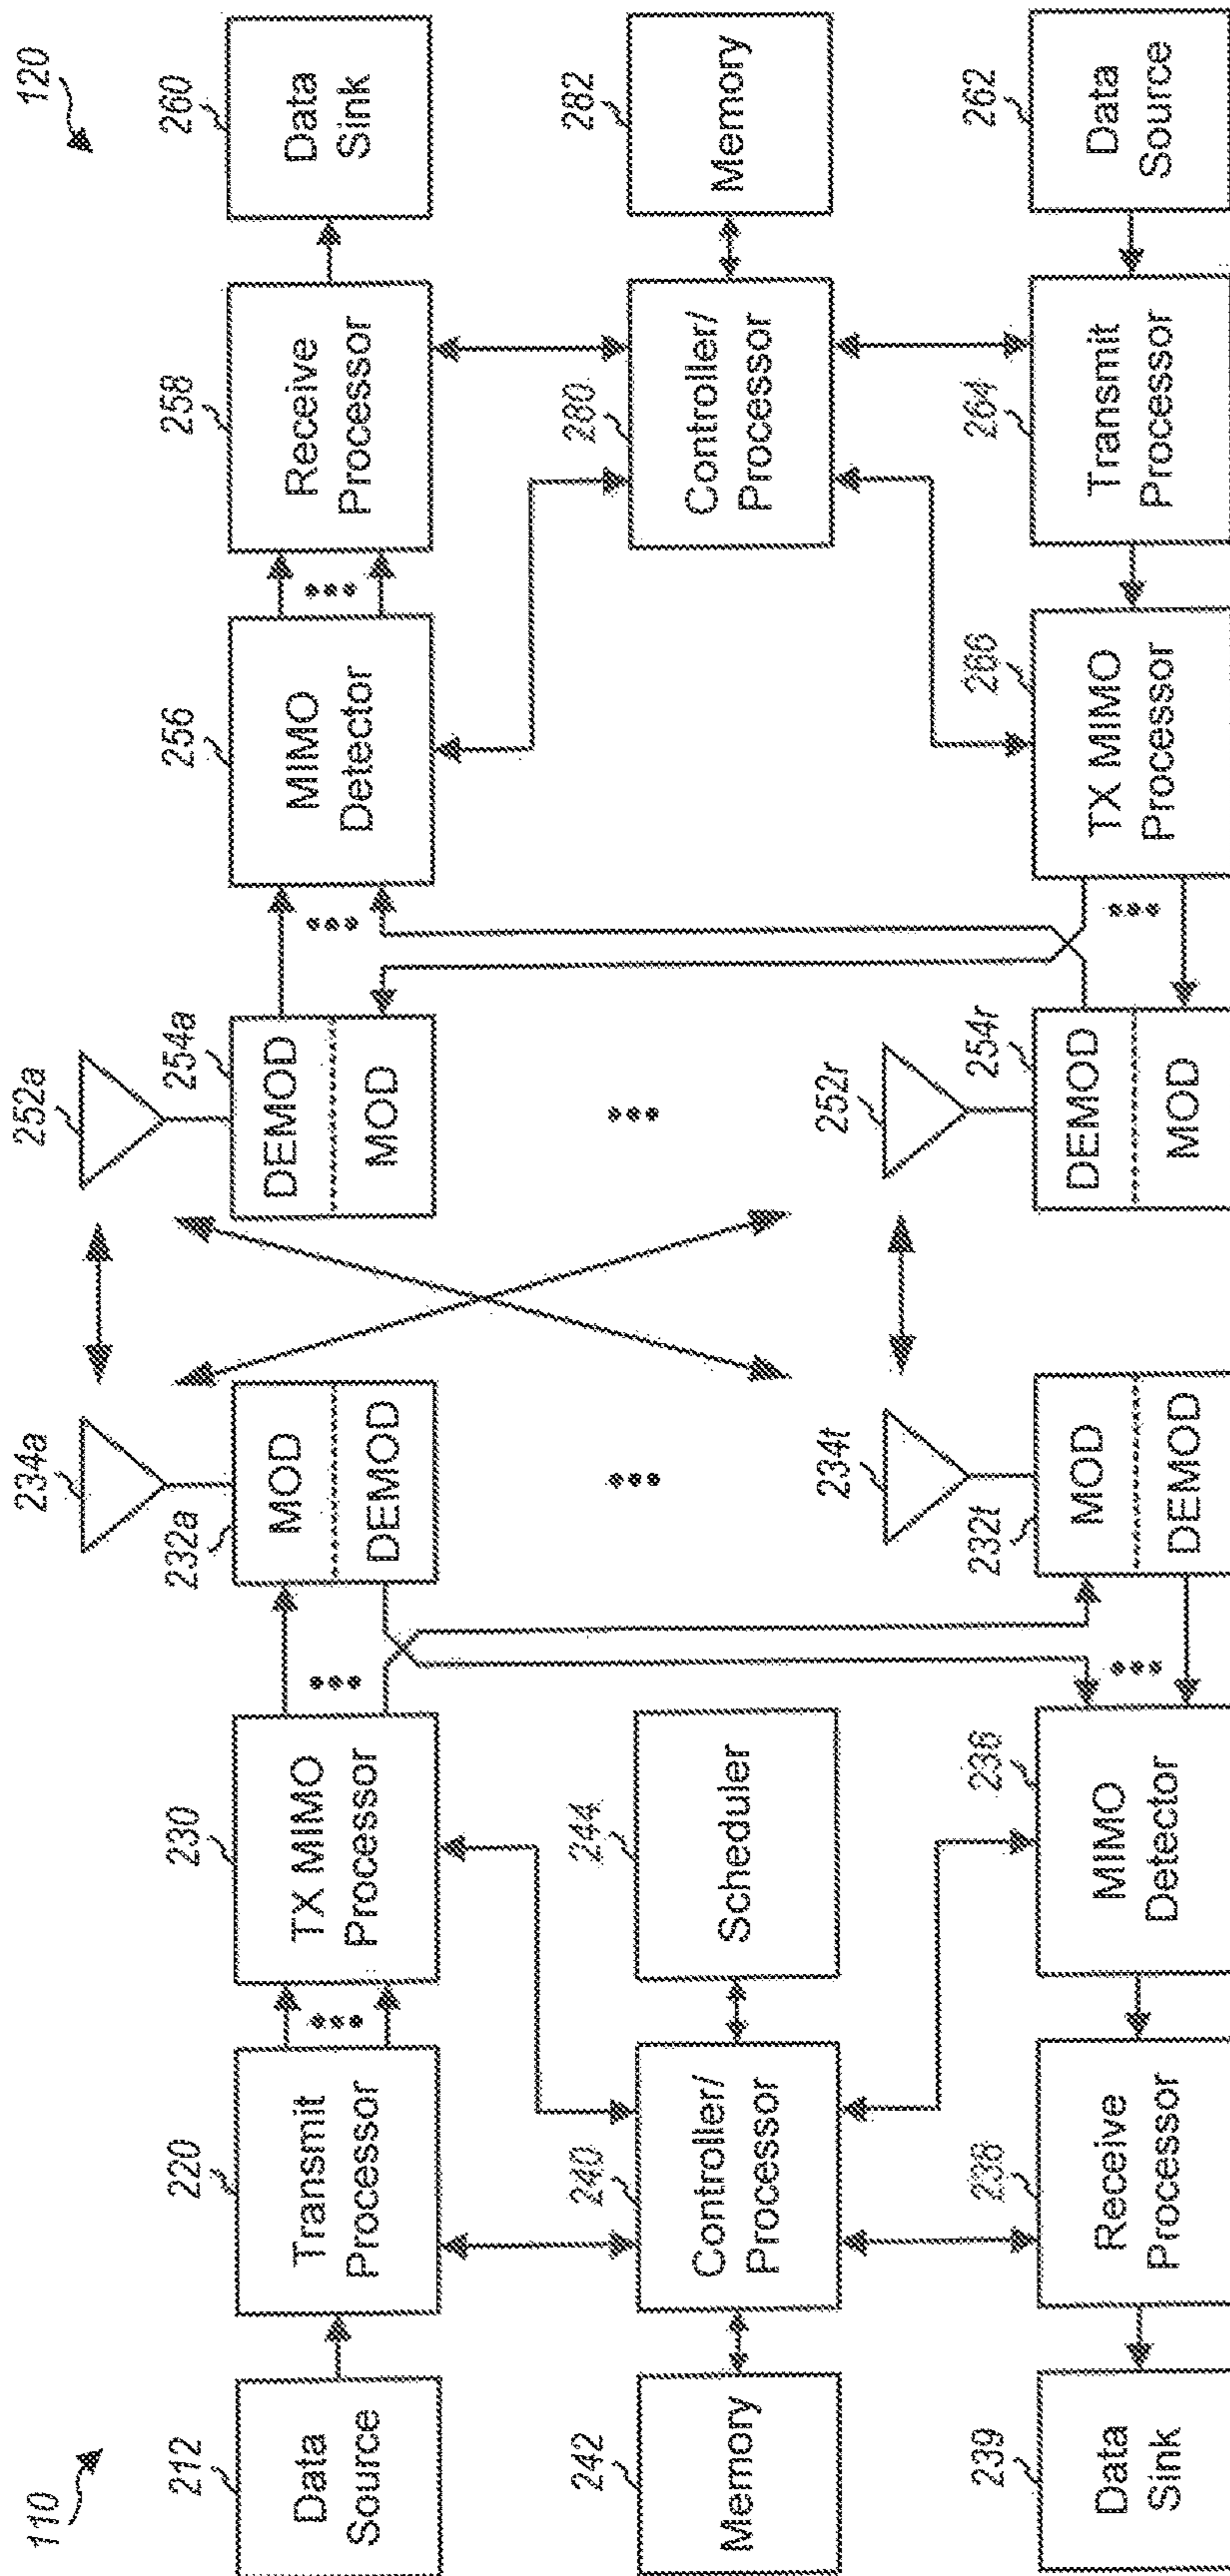 110
120
212
Data
Source
220
Transmit
Processor
230
TX MIMO
Processor
232a
MOD
DEMOD
234a
252a
254a
DEMOD
MOD
256
MIMO
Detector
258
Receive
Processor
260
Data
Sink
242
Memory
240
Controller/
Processor
244
Scheduler
280
Controller/
Processor
282
Memory
239
Data
Sink
238
Receive
Processor
MIMO
Detector
232t
MOD
DEMOD
234t
252r
254r
DEMOD
MOD
266
TX MIMO
Processor
264
Transmit
Processor
262
Data
Source